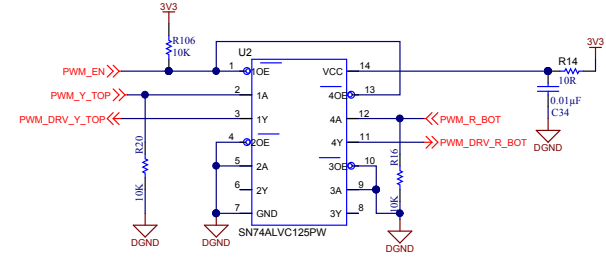 3V3
R106
10K
U2
3V3
R14
10R
PWM_EN
1
1OE
VCC
14
PWM_Y_TOP
2
1A
4OE
13
0.01µF
C34
PWM_DRV_Y_TOP
3
1Y
4A
12
PWM_R_BOT
4
2OE
4Y
11
PWM_DRV_R_BOT
DGND
R20
10K
5
2A
3OE
10
R16
10K
6
2Y
3A
9
7
GND
3Y
8
SN74ALVC125PW
DGND
DGND
DGND